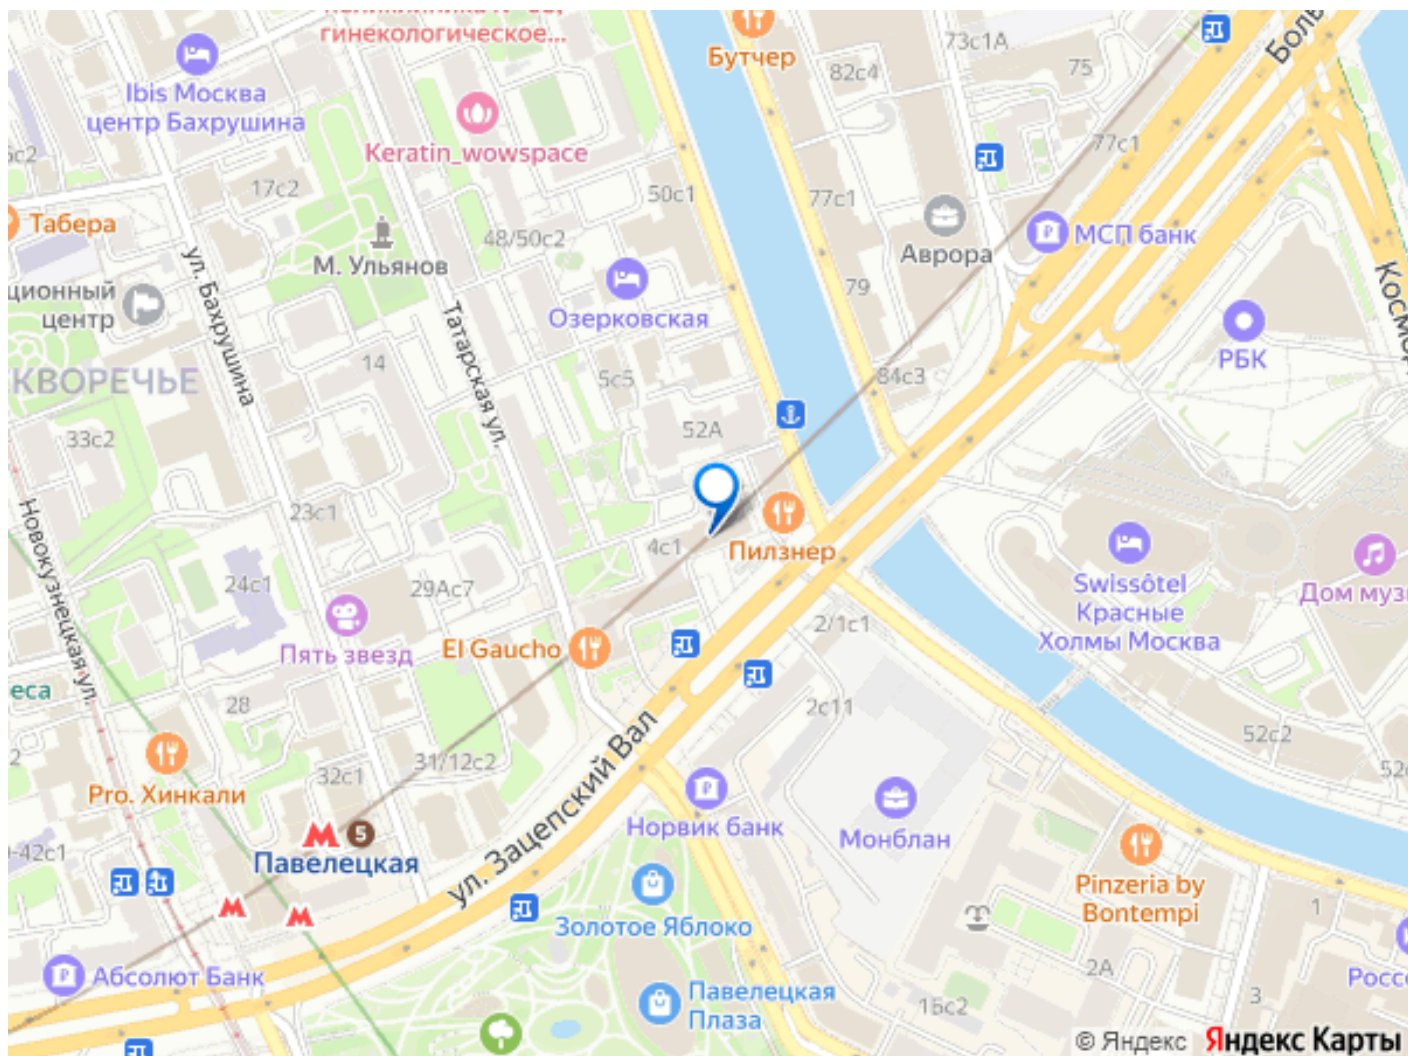 гинекологическое...
Бутчер
73с1А
75
82с4
Ibis Москва
центр Бахрушина
Keratin_wowspace
77с1
17с2
50с1
77с1
Табера
48/50с2
М. Ульянов
Аврора
МСП банк
ул. Бахрушина
ционный
центр
79
Озерковская
Татарская ул.
РБК
14
КВОРЕЧЬЕ
5с5
84с3
33с2
52А
Новокузнецкая ул.
23с1
4с1
Пилзнер
24с1
29Ас7
Swissôtel
Красные
Холмы Москва
Дом муз
2/1с1
Пять звезд
El Gaucho
еса
28
2с11
52с2
ул. Зацепский Вал
31/12с2
32с1
Pro. Хинкали
Норвик банк
Монблан
5
Павелецкая
Pinzeria by
Bontempi
Золотое Яблоко
1
2А
Абсолют Банк
Павелецкая
Плаза
3
© Яндекс Яндекс Карты